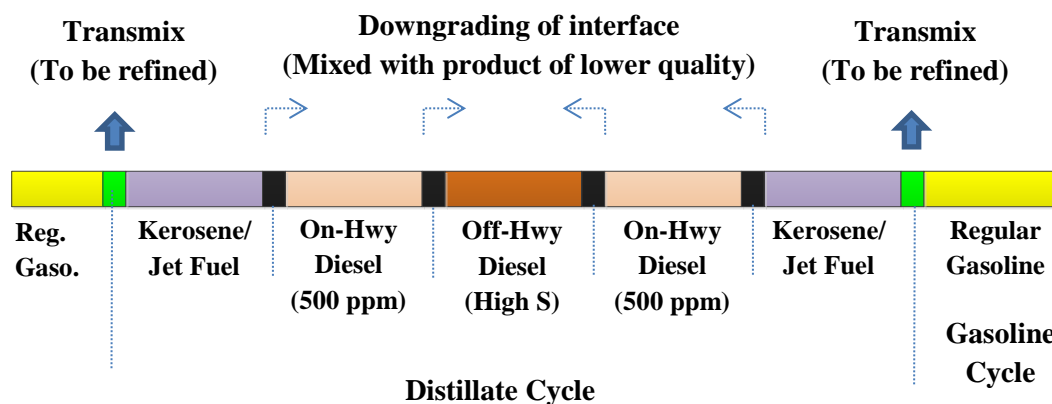 Transmix
(To be refined)
Downgrading of interface
(Mixed with product of lower quality)
Transmix
(To be refined)
Reg.
Gaso.
Kerosene/
Jet Fuel
On-Hwy
Diesel
(500 ppm)
Off-Hwy
Diesel
(High S)
On-Hwy
Diesel
(500 ppm)
Kerosene/
Jet Fuel
Regular
Gasoline
Distillate Cycle
Gasoline
Cycle